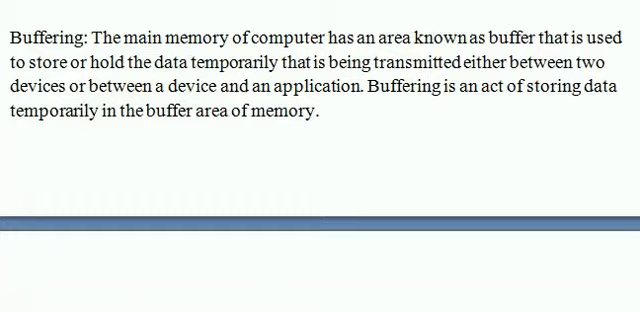 Buffering: The main memory of computer has an area known as buffer that is used
to store or hold the data temporarily that is being transmitted either between two
devices or between a device and an application. Buffering is an act of storing data
temporarily in the buffer area of memory.